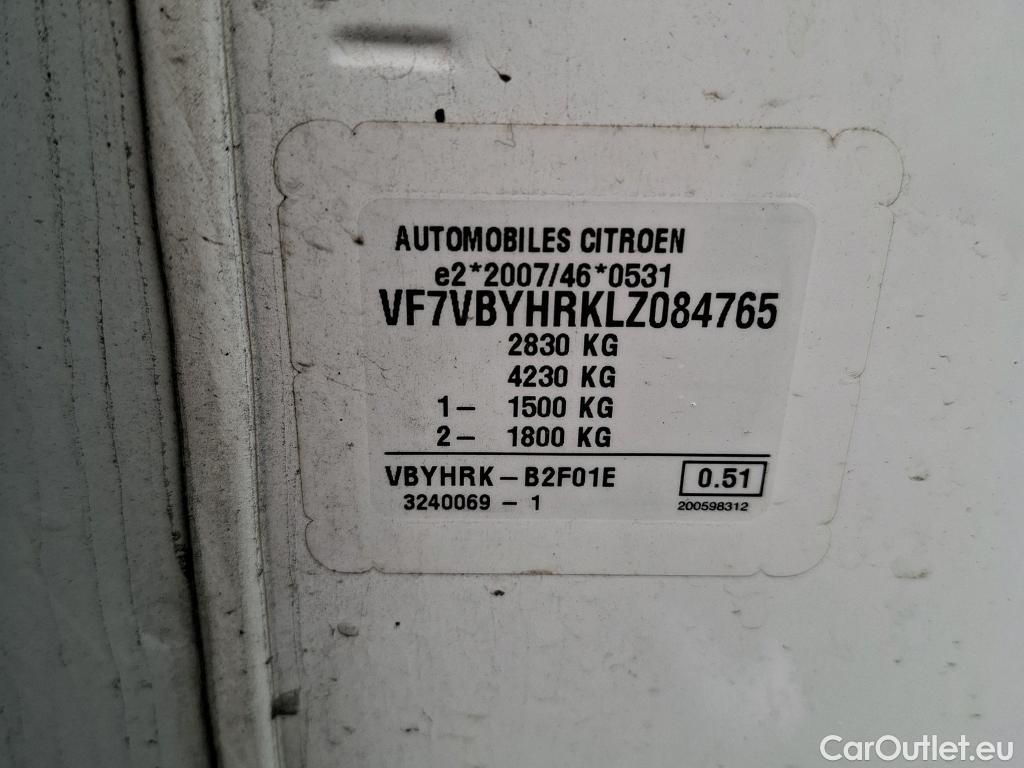 AUTOMOBILES CITROEN
e2*2007/46*0531
VF7VBYHRKLZ084765
2830 KG
4230 KG
1- 1500 KG
2- 1800 KG
VBYHRK-B2F01E 0.51
3240069 - 1 200598312
CarOutlet.eu